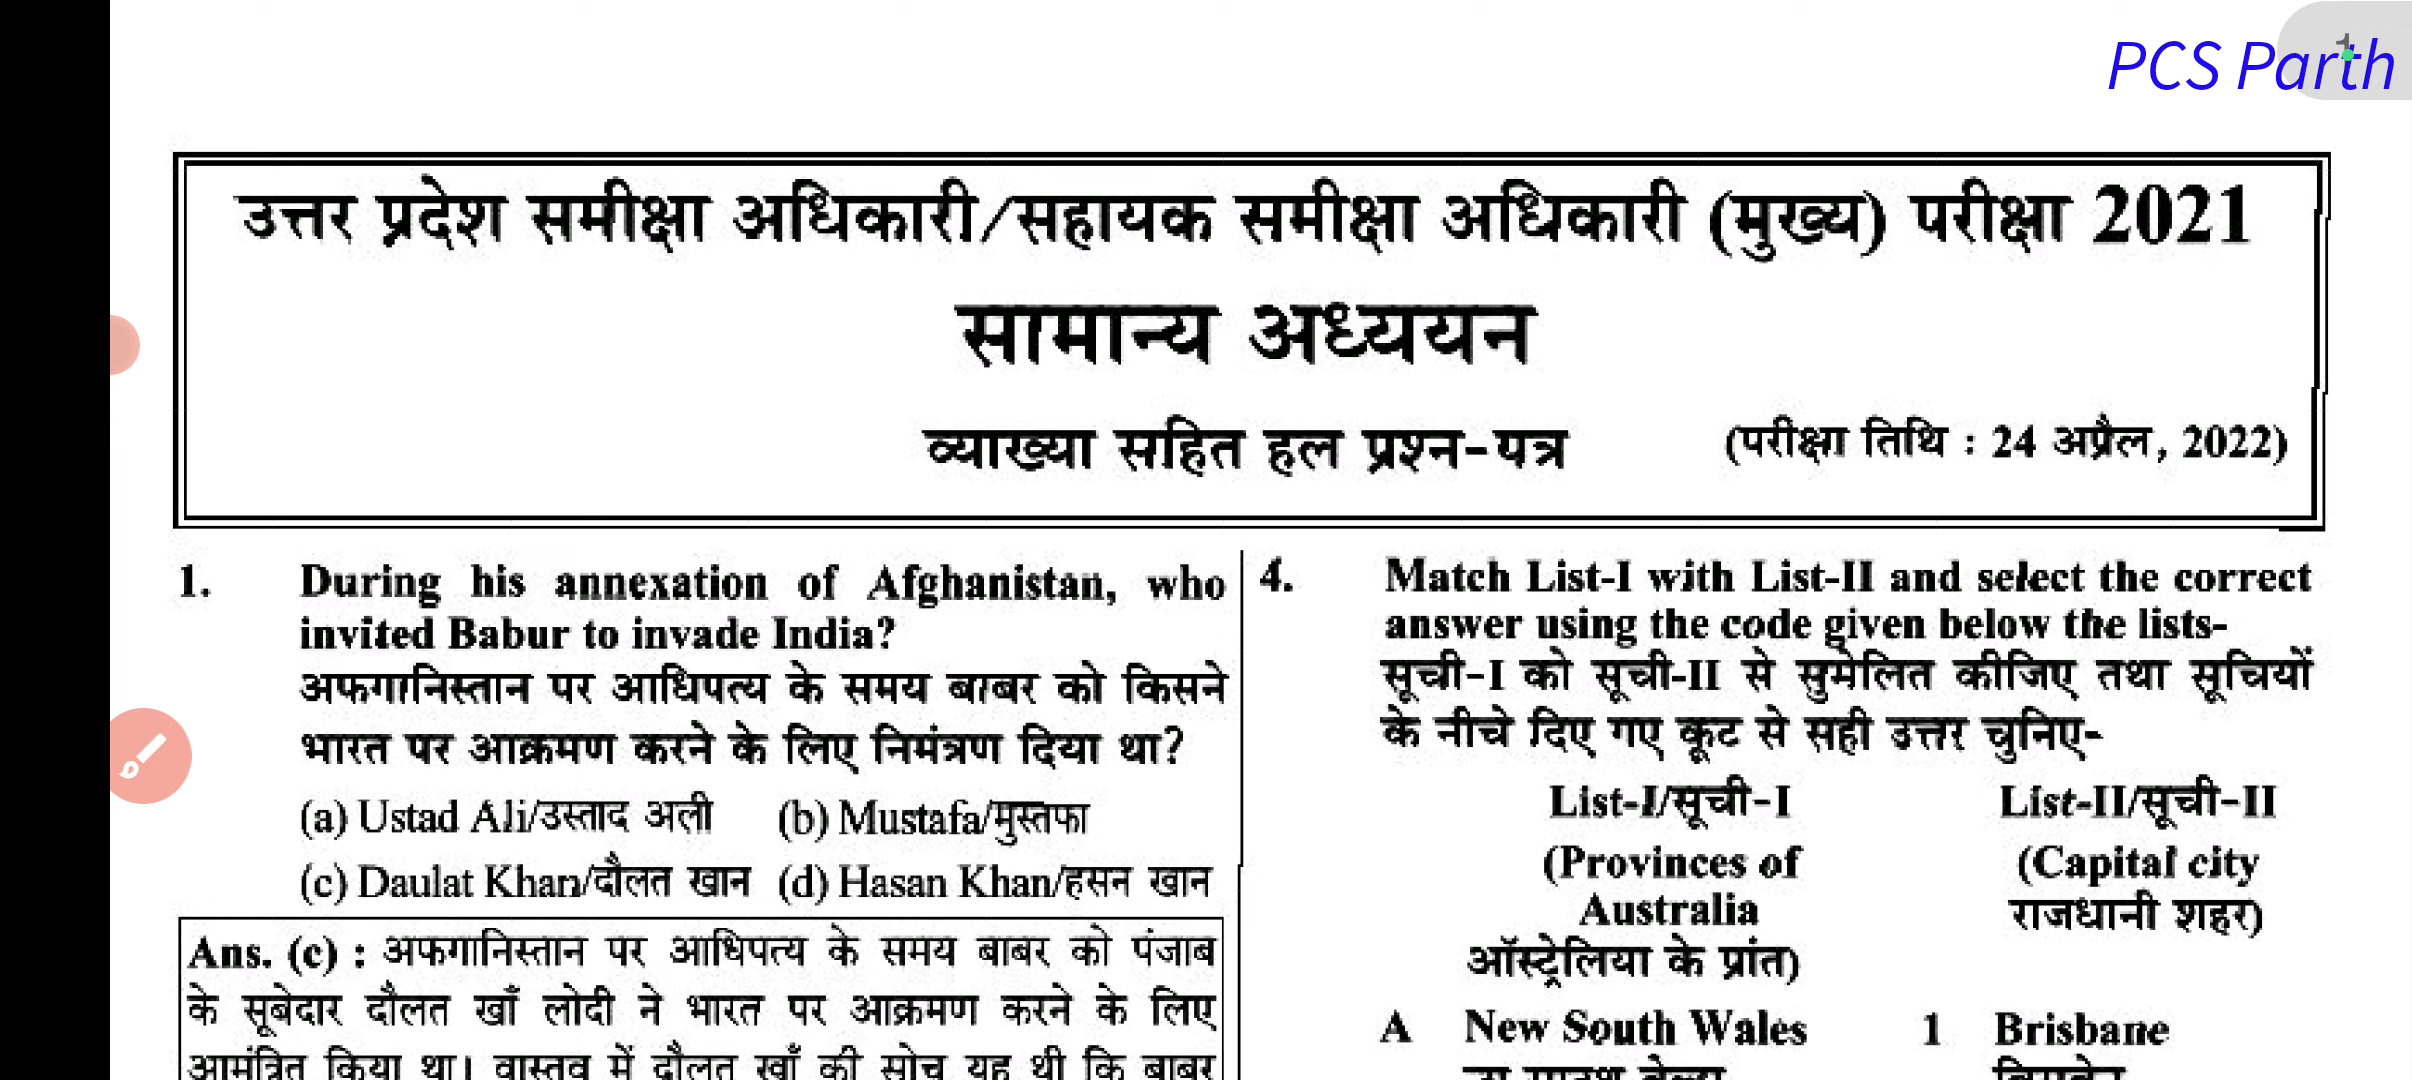 PCS Parth
1
उत्तर प्रदेश समीक्षा अधिकारी/सहायक समीक्षा अधिकारी (मुख्य) परीक्षा 2021
सामान्य अध्ययन
व्याख्या सहित हल प्रश्न-पत्र (परीक्षा तिथि : 24 अप्रैल, 2022)
1. During his annexation of Afghanistan, who
invited Babur to invade India?
अफगानिस्तान पर आधिपत्य के समय बाबर को किसने
भारत पर आक्रमण करने के लिए निमंत्रण दिया था?
(a) Ustad Ali/उस्ताद अली (b) Mustafa/मुस्तफा
(c) Daulat Khan/दौलत खान (d) Hasan Khan/हसन खान
Ans. (c) : अफगानिस्तान पर आधिपत्य के समय बाबर को पंजाब
के सूबेदार दौलत खाँ लोदी ने भारत पर आक्रमण करने के लिए
आमंत्रित किया था। वास्तव में दौलत खाँ की सोच यह थी कि बाबर
4. Match List-I with List-II and select the correct
answer using the code given below the lists-
सूची-I को सूची-II से सुमेलित कीजिए तथा सूचियों
के नीचे दिए गए कूट से सही उत्तर चुनिए-
List-I/सूची-I List-II/सूची-II
(Provinces of (Capital city
Australia राजधानी शहर)
ऑस्ट्रेलिया के प्रांत)
A New South Wales 1 Brisbane